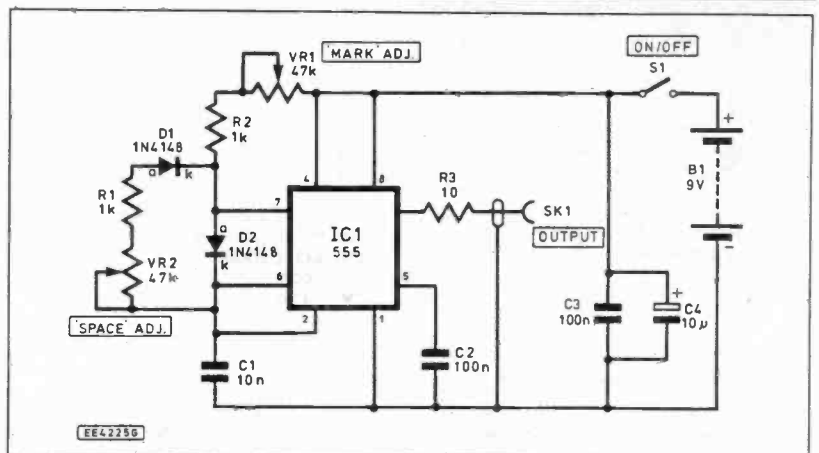 'MARK' ADJ.
VR1
47k
ON/OFF
S1
R2
1k
D1
1N4148
a k
R1
1k
4
8
R3
10
+
B1
9V
-
7
a
D2
1N4148
k
IC1
555
SK1
OUTPUT
6
5
VR2
47k
'SPACE' ADJ.
2
1
C1
10n
C2
100n
C3
100n
+
C4
10μ
EE4225G